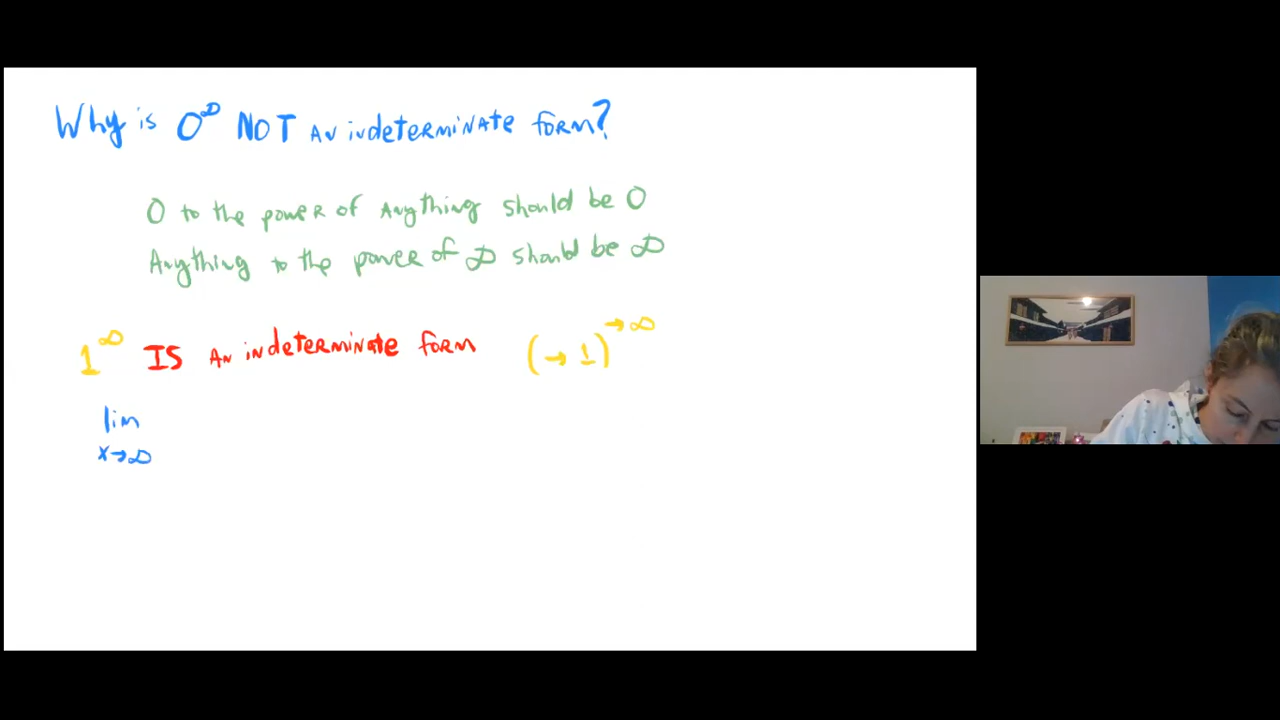 Why is 0^∞ NOT an indeterminate form?
0 to the power of Anything should be 0
Anything to the power of ∞ should be ∞
1^∞ IS an indeterminate form (→ 1)^→∞
lim
x→∞